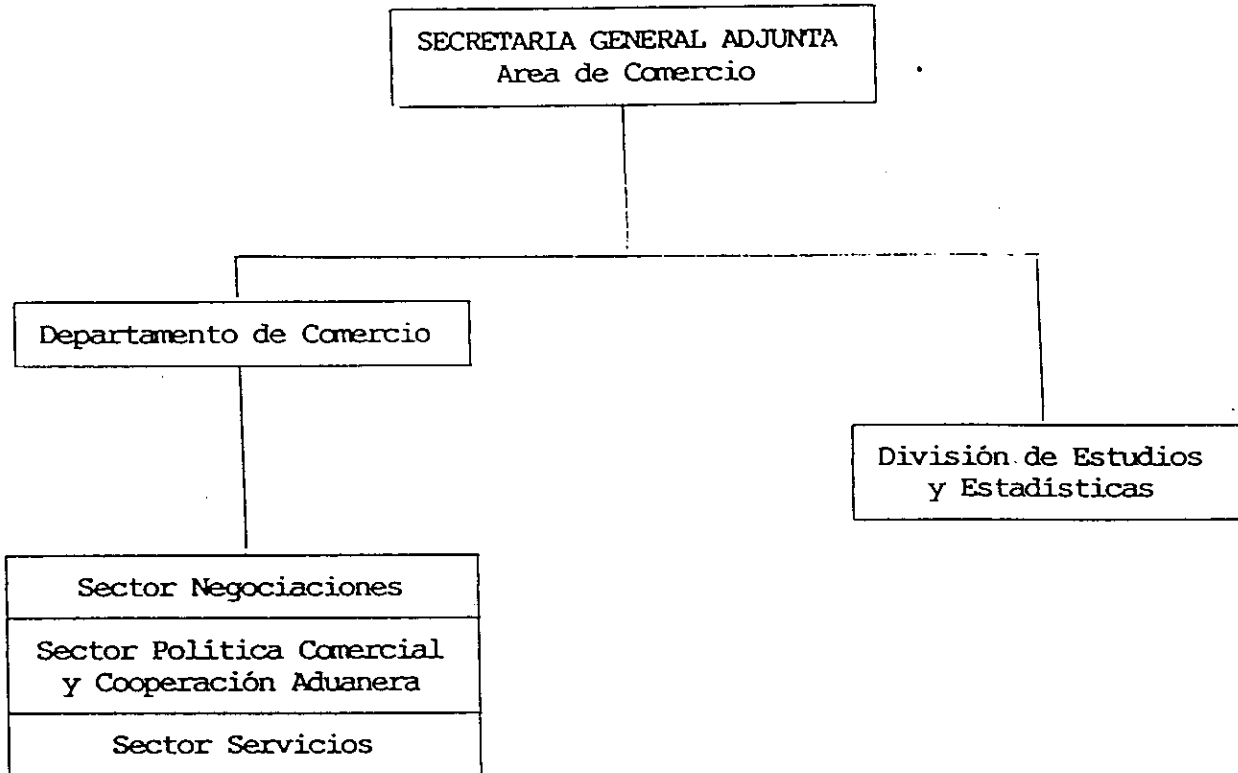 SECRETARIA GENERAL ADJUNTA
Area de Comercio
Departamento de Comercio
División de Estudios
y Estadísticas
Sector Negociaciones
Sector Política Comercial
y Cooperación Aduanera
Sector Servicios